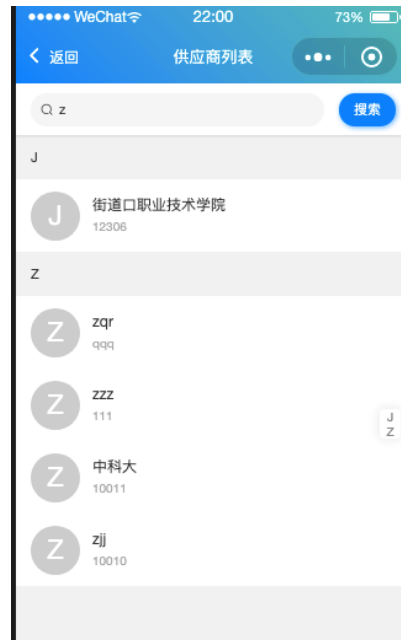 WeChat 22:00 73%
返回 供应商列表
z 搜索
J
J 街道口职业技术学院
12306
Z
Z zqr
qqq
Z zzz
111
J
Z
Z 中科大
10011
Z zjj
10010